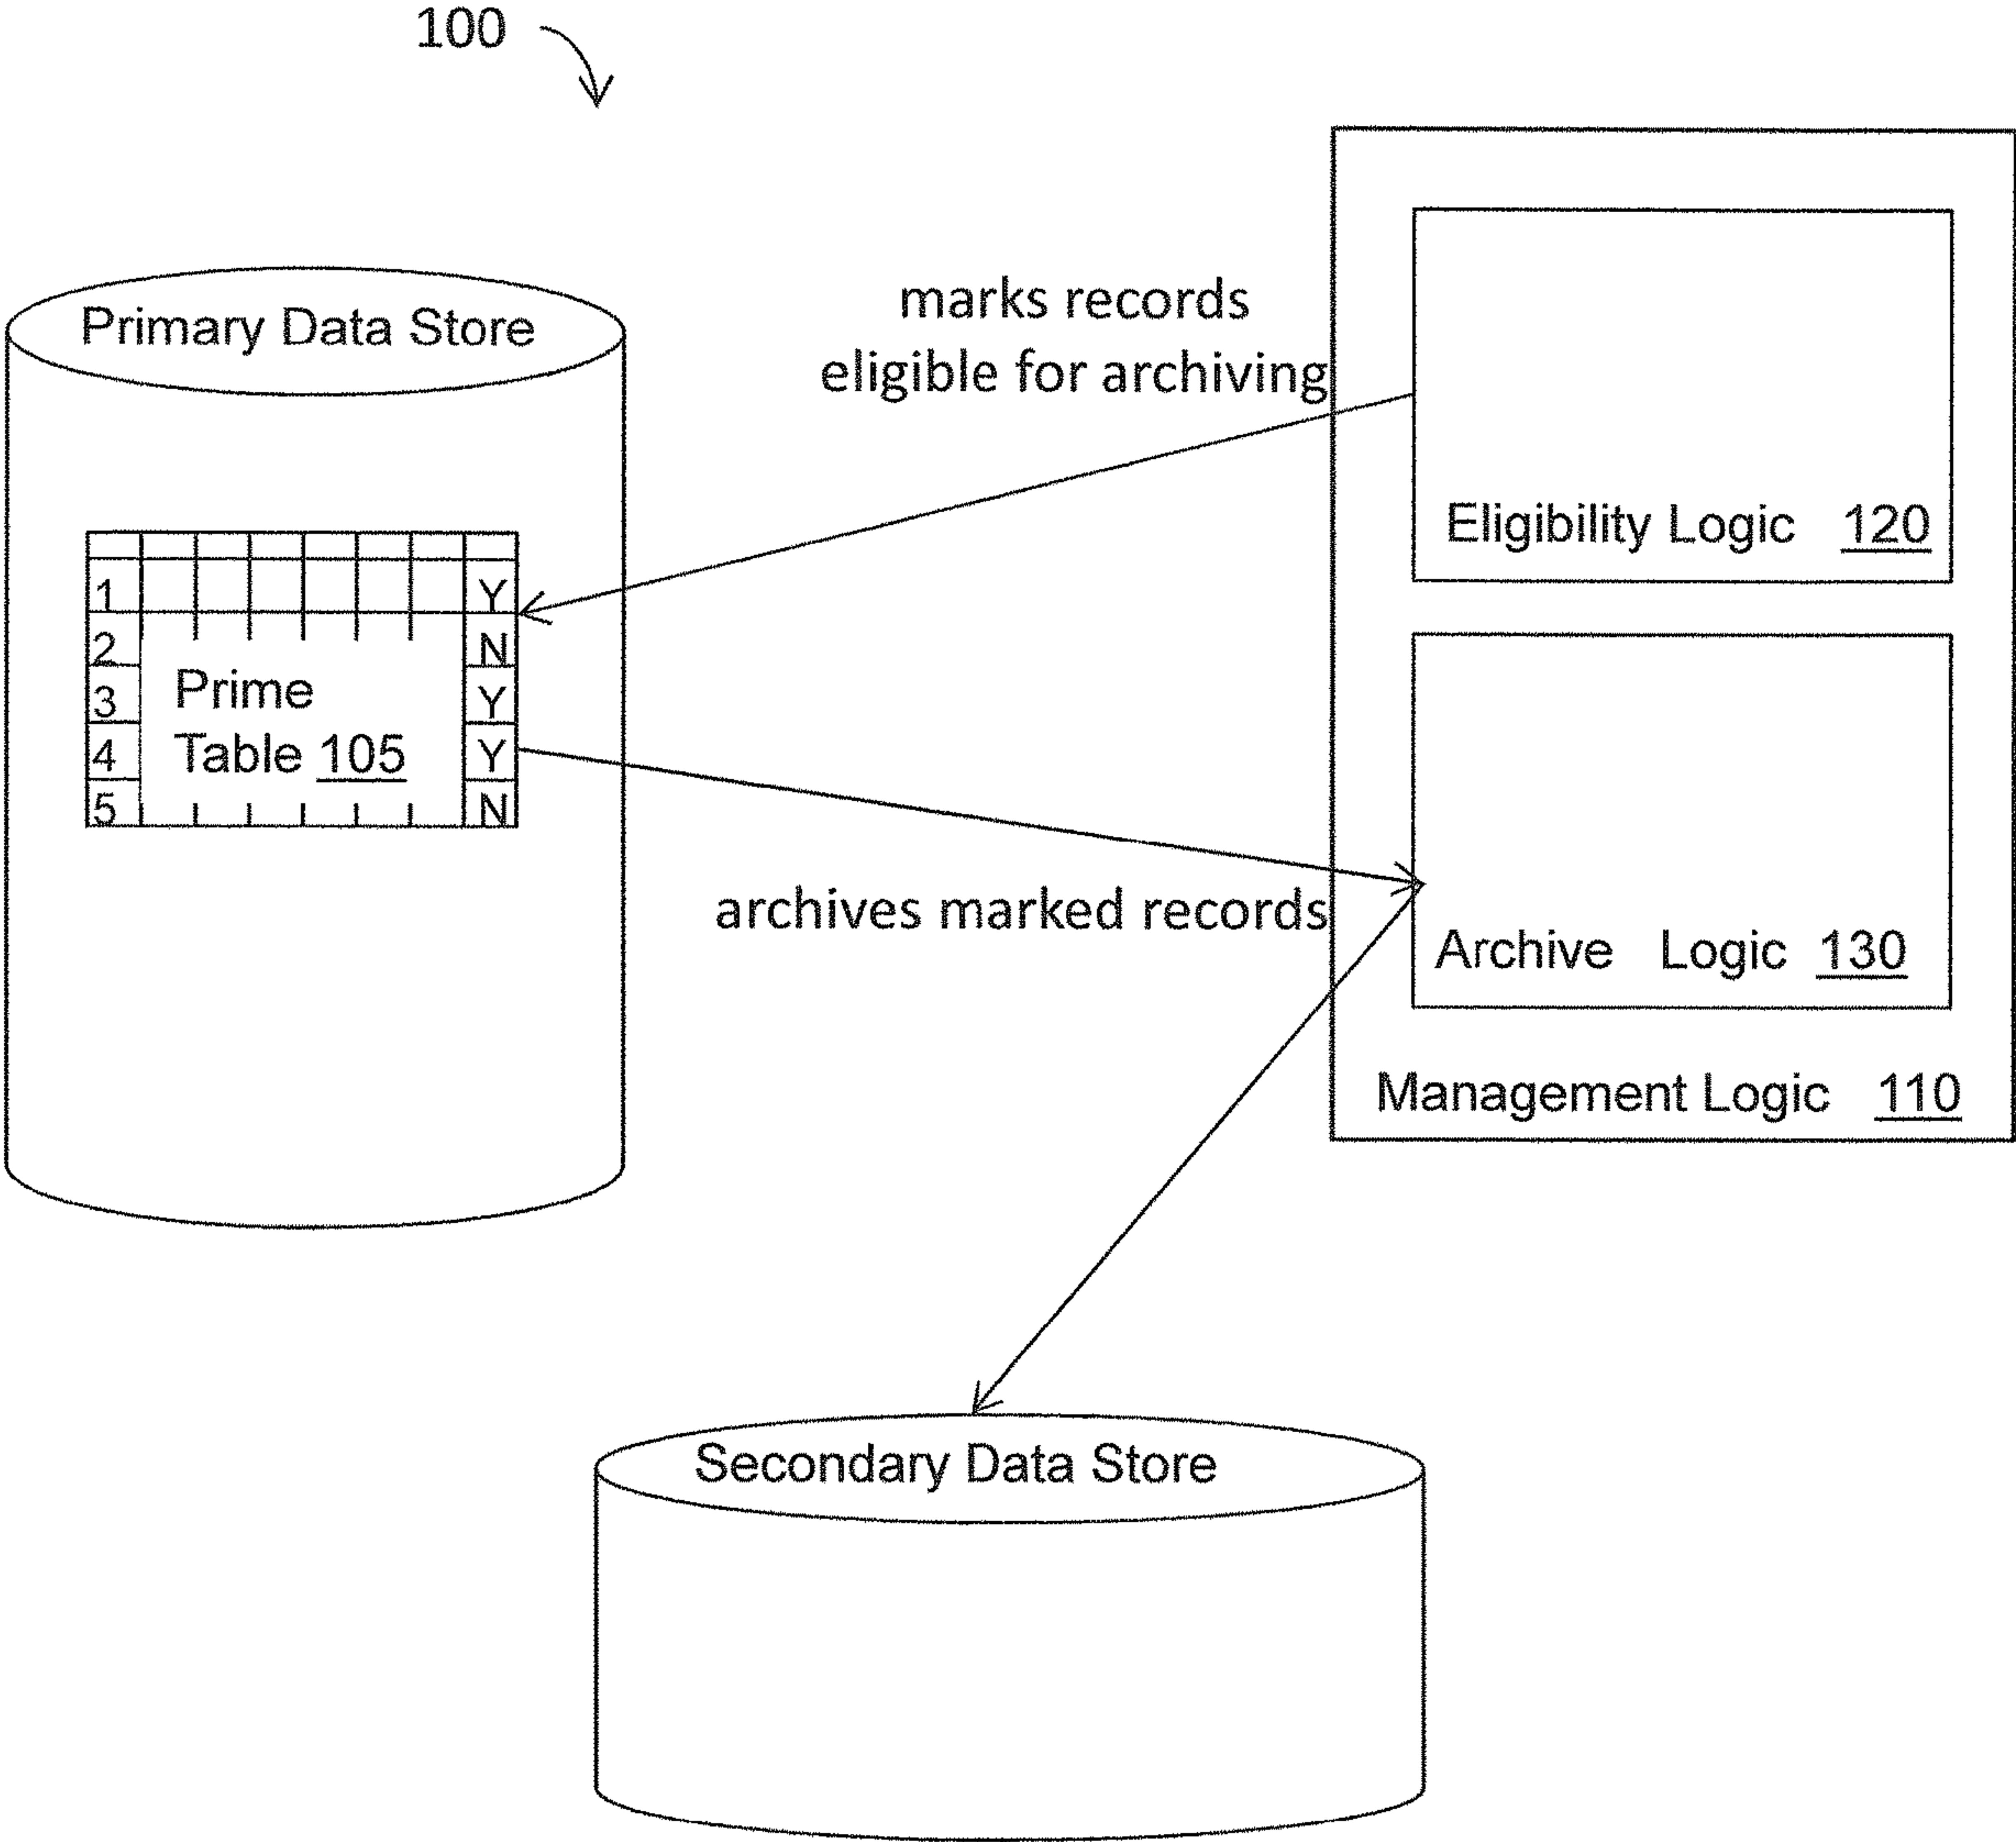 100
Primary Data Store
marks records
eligible for archiving
Eligibility Logic 120
1 Y
2 N
3 Y
4 Y
5 N
Prime
Table 105
archives marked records
Archive Logic 130
Management Logic 110
Secondary Data Store